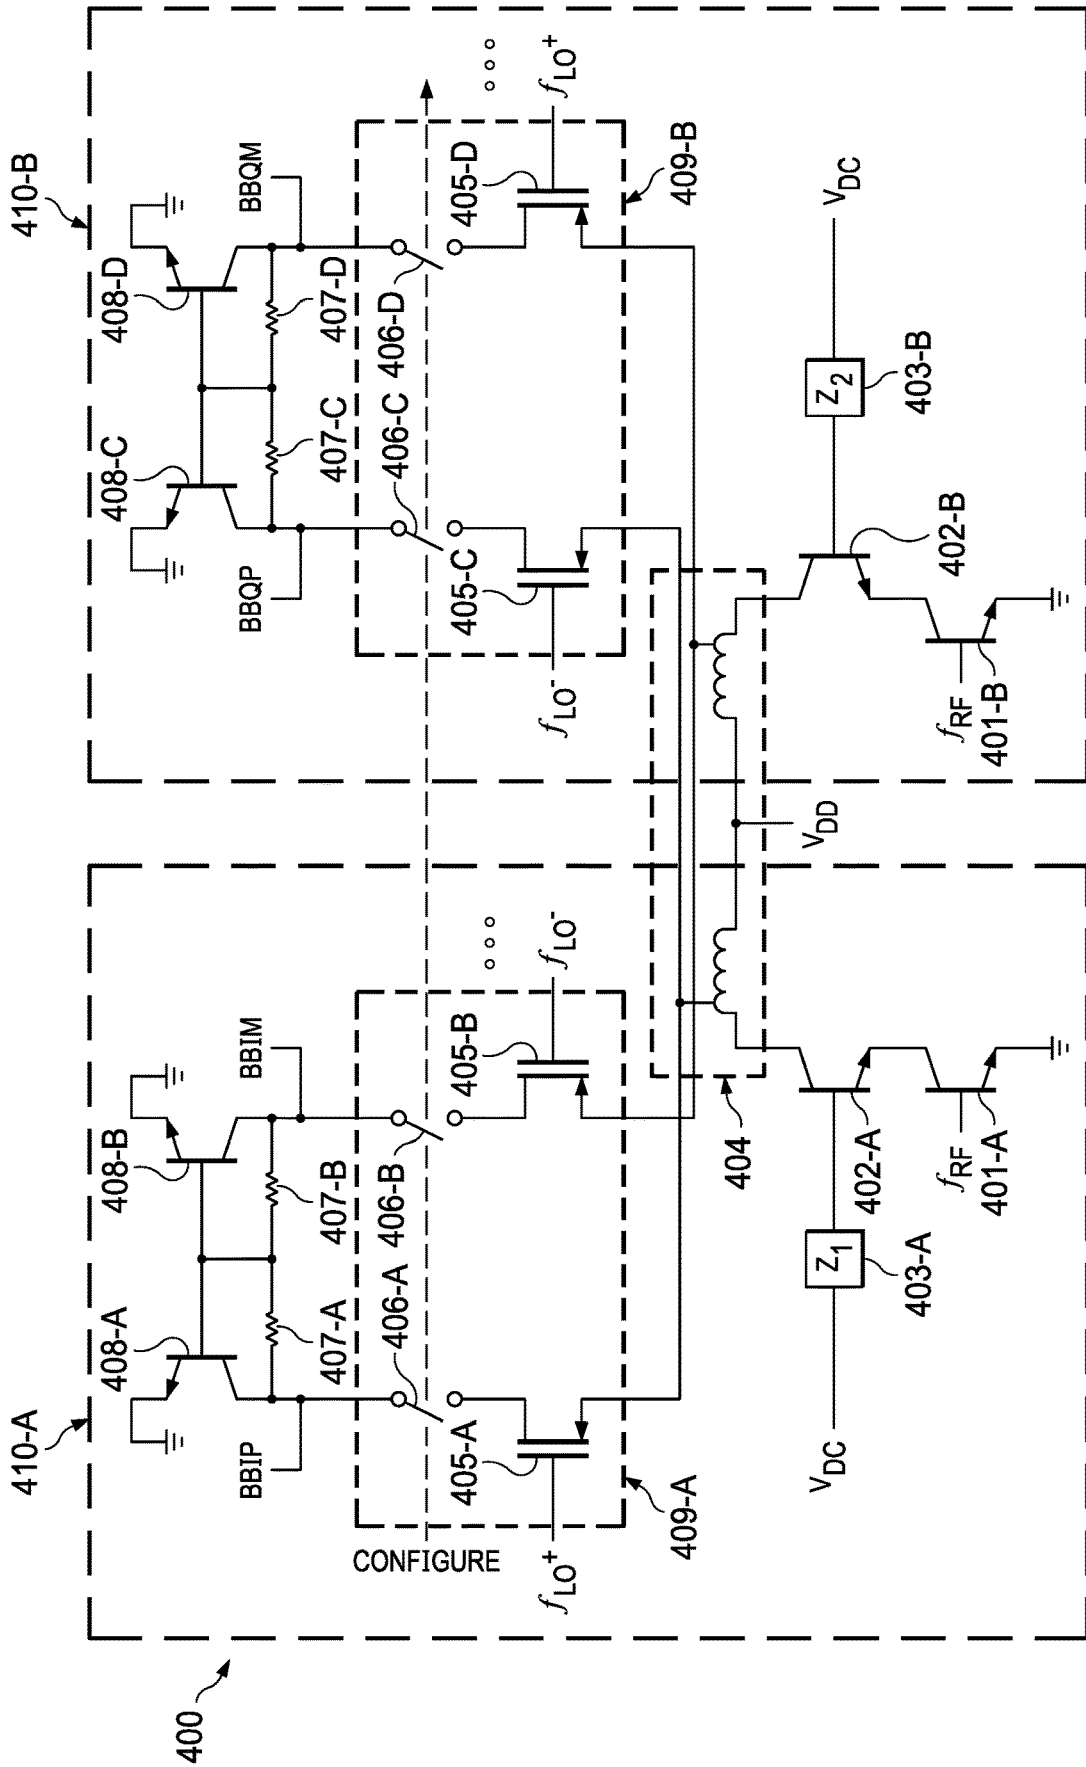 400
410-A
410-B
408-A
408-B
408-C
408-D
BBIP
BBIM
BBQP
BBQM
407-A
407-B
407-C
407-D
406-A
406-B
406-C
406-D
CONFIGURE
405-A
405-B
405-C
405-D
fLO+
fLO-
fLO-
fLO+
409-A
409-B
404
VDD
VDC
Z1
403-A
402-A
fRF
401-A
VDC
Z2
403-B
402-B
fRF
401-B